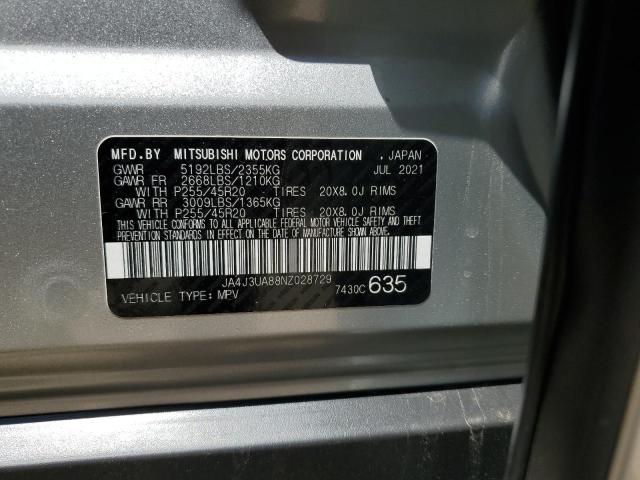 MFD.BY MITSUBISHI MOTORS CORPORATION , JAPAN
GVWR 5192LBS/2355KG JUL 2021
GAWR FR 2668LBS/1210KG
WITH P255/45R20 TIRES 20X8.0J RIMS
GAWR RR 3009LBS/1365KG
WITH P255/45R20 TIRES 20X8.0J RIMS
THIS VEHICLE CONFORMS TO ALL APPLICABLE FEDERAL MOTOR VEHICLE SAFETY AND THEFT
PREVENTION STANDARDS IN EFFECT ON THE DATE OF MANUFACTURE SHOWN ABOVE.
JA4J3UA88NZ028729
VEHICLE TYPE: MPV 7430C 635